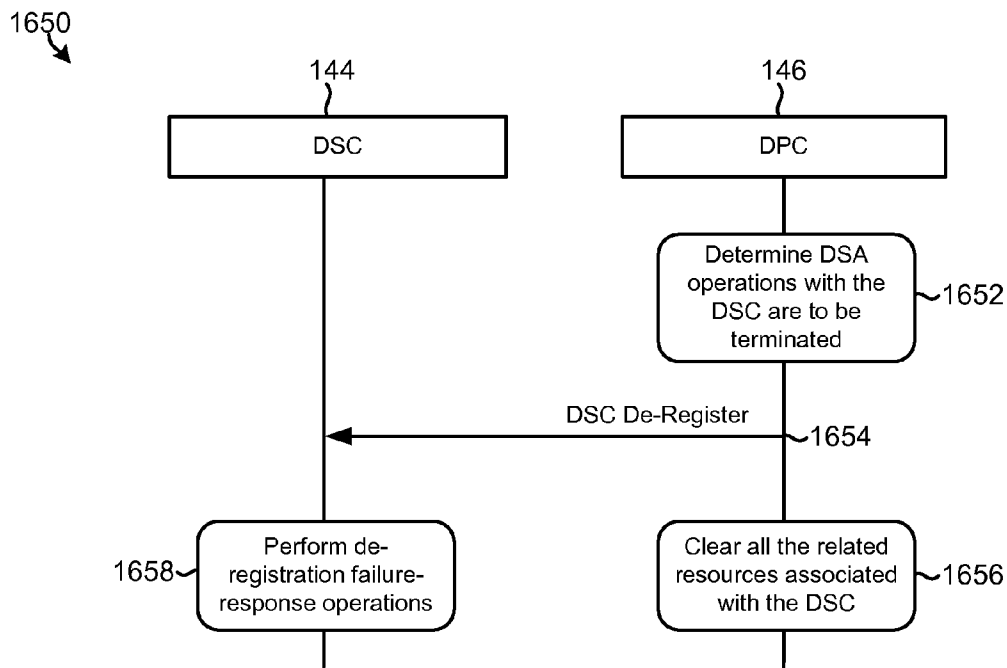 1650
144
146
DSC
DPC
Determine DSA
operations with the
DSC are to be
terminated
1652
DSC De-Register
1654
1658
Perform de-
registration failure-
response operations
Clear all the related
resources associated
with the DSC
1656